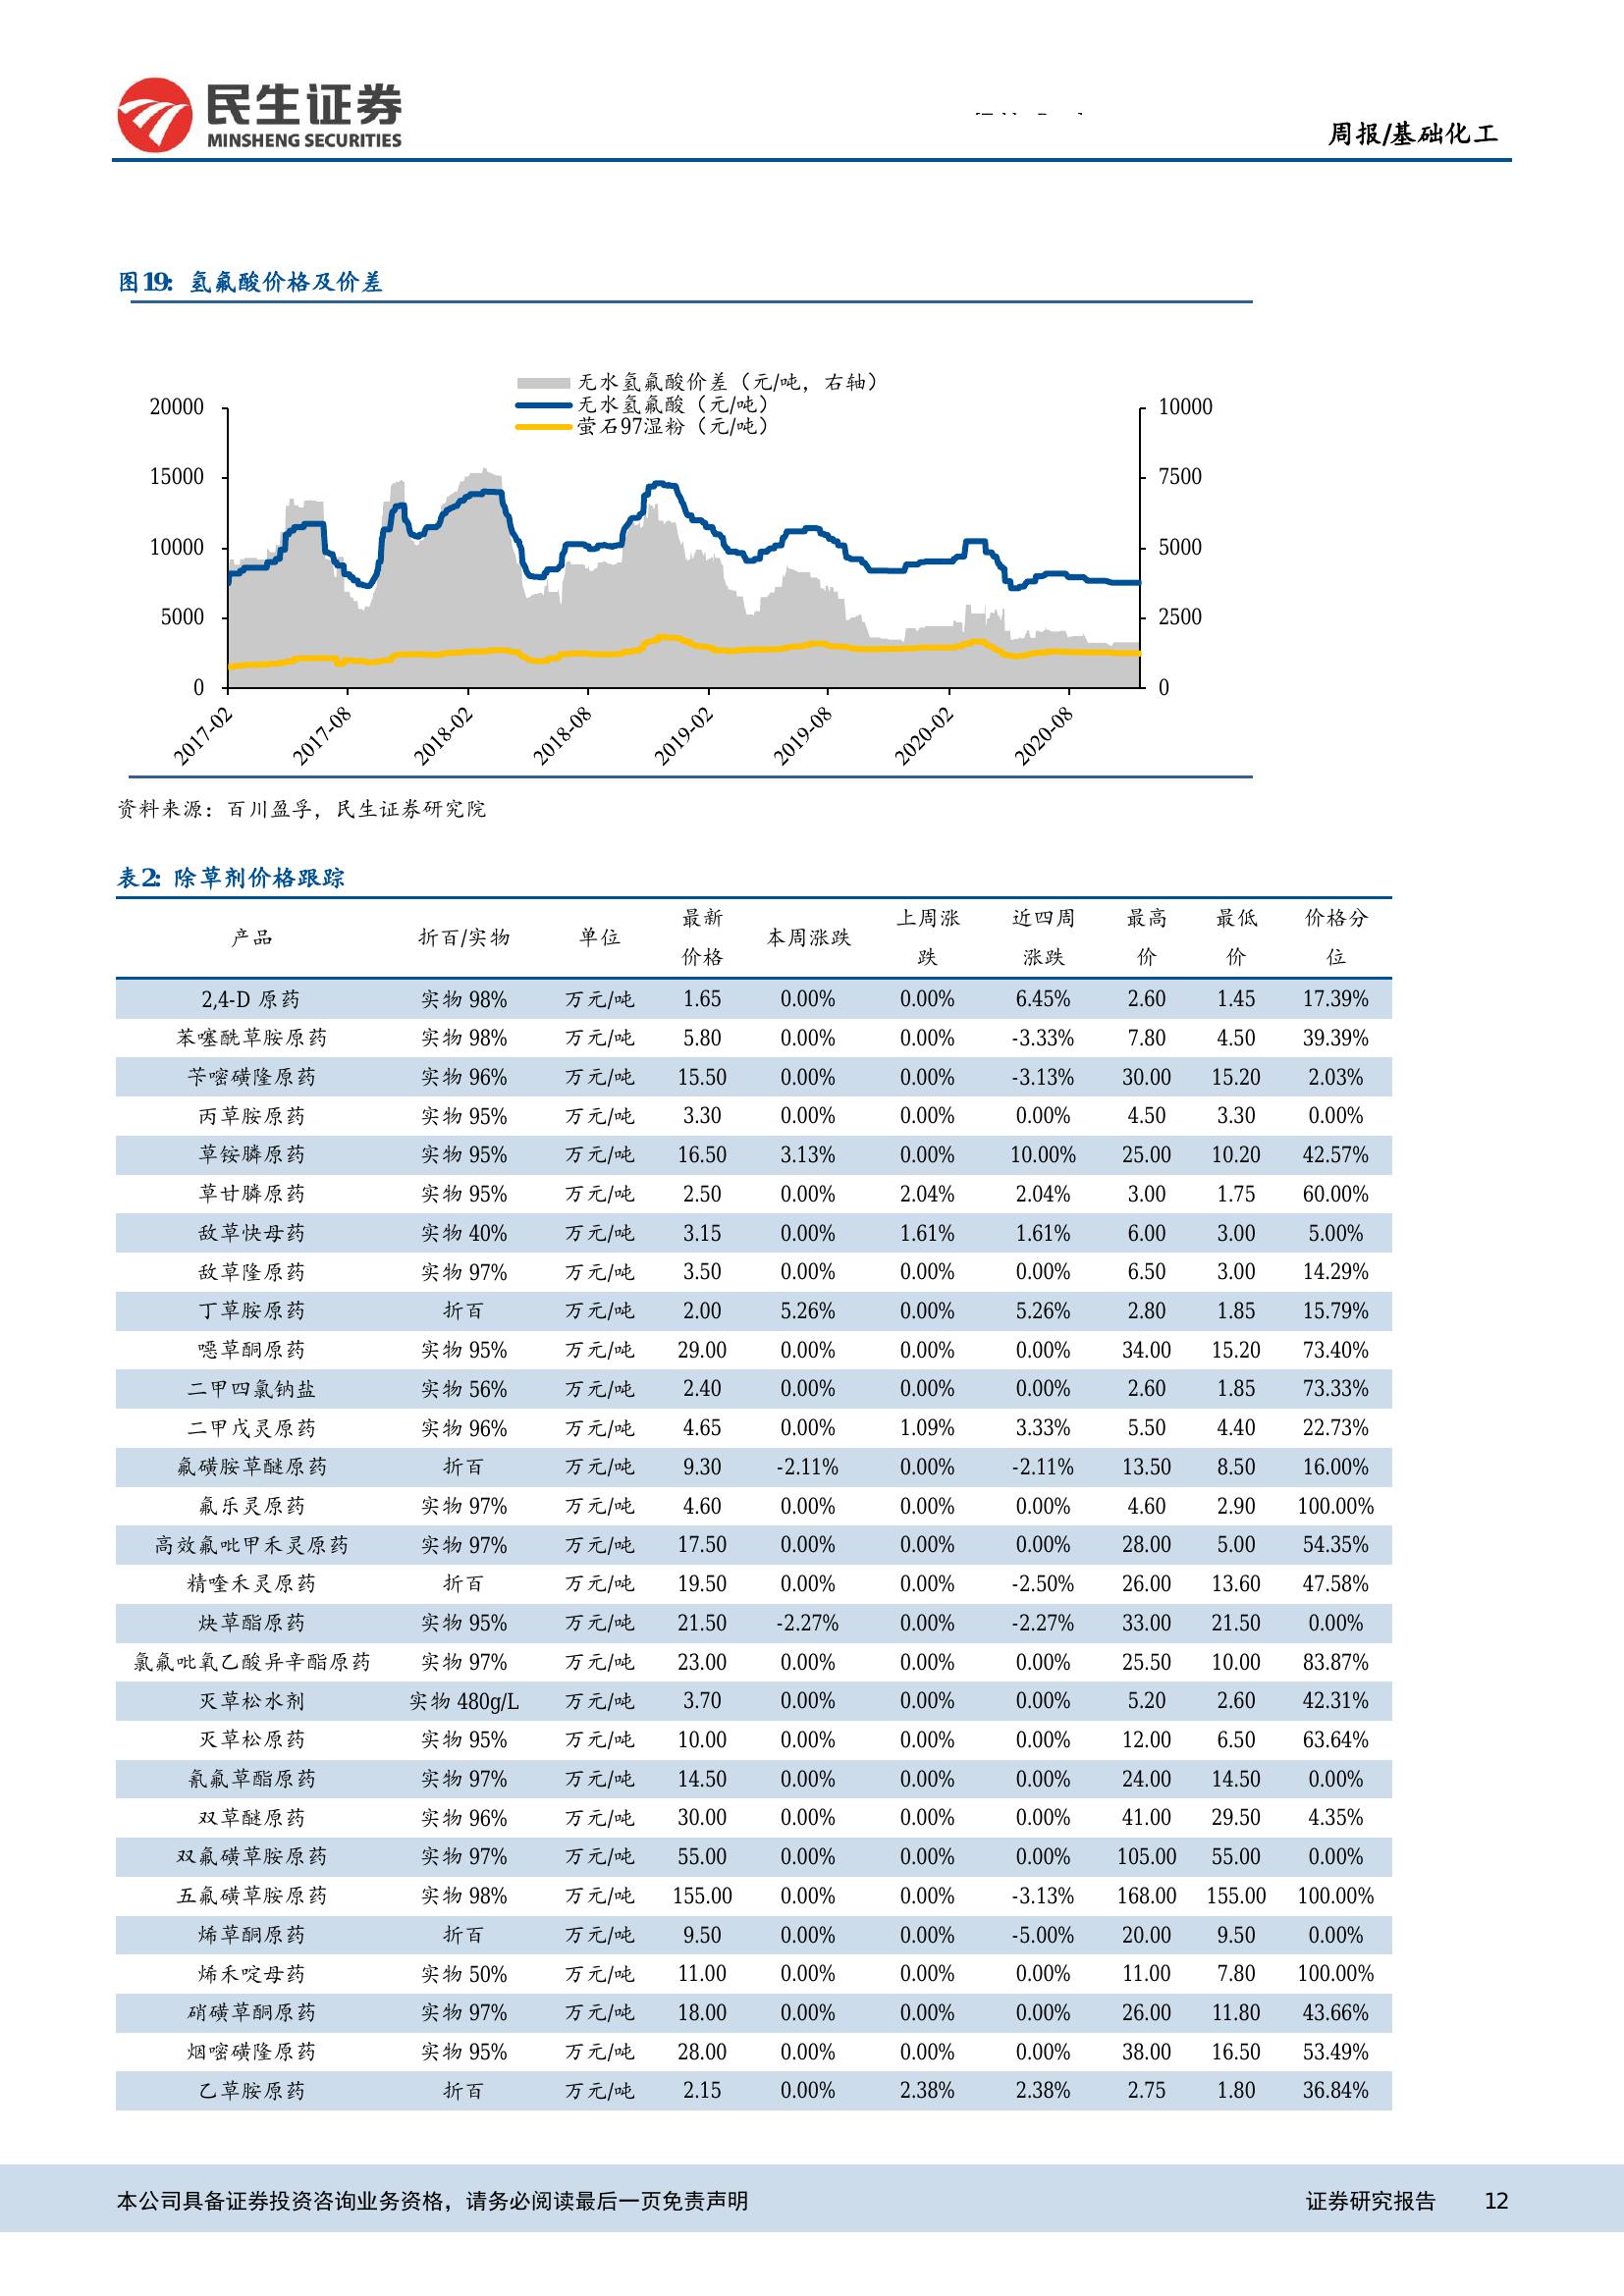 民生证券
MINSHENG SECURITIES
周报/基础化工
图19: 氢氟酸价格及价差
无水氢氟酸价差（元/吨，右轴）
无水氢氟酸（元/吨）
萤石97湿粉（元/吨）
20000
15000
10000
5000
0
10000
7500
5000
2500
0
2017-02
2017-08
2018-02
2018-08
2019-02
2019-08
2020-02
2020-08
资料来源：百川盈孚，民生证券研究院
表2: 除草剂价格跟踪
产品 折百/实物 单位 最新价格 本周涨跌 上周涨跌 近四周涨跌 最高价 最低价 价格分位
2,4-D 原药 实物 98% 万元/吨 1.65 0.00% 0.00% 6.45% 2.60 1.45 17.39%
苯噻酰草胺原药 实物 98% 万元/吨 5.80 0.00% 0.00% -3.33% 7.80 4.50 39.39%
苄嘧磺隆原药 实物 96% 万元/吨 15.50 0.00% 0.00% -3.13% 30.00 15.20 2.03%
丙草胺原药 实物 95% 万元/吨 3.30 0.00% 0.00% 0.00% 4.50 3.30 0.00%
草铵膦原药 实物 95% 万元/吨 16.50 3.13% 0.00% 10.00% 25.00 10.20 42.57%
草甘膦原药 实物 95% 万元/吨 2.50 0.00% 2.04% 2.04% 3.00 1.75 60.00%
敌草快母药 实物 40% 万元/吨 3.15 0.00% 1.61% 1.61% 6.00 3.00 5.00%
敌草隆原药 实物 97% 万元/吨 3.50 0.00% 0.00% 0.00% 6.50 3.00 14.29%
丁草胺原药 折百 万元/吨 2.00 5.26% 0.00% 5.26% 2.80 1.85 15.79%
噁草酮原药 实物 95% 万元/吨 29.00 0.00% 0.00% 0.00% 34.00 15.20 73.40%
二甲四氯钠盐 实物 56% 万元/吨 2.40 0.00% 0.00% 0.00% 2.60 1.85 73.33%
二甲戊灵原药 实物 96% 万元/吨 4.65 0.00% 1.09% 3.33% 5.50 4.40 22.73%
氟磺胺草醚原药 折百 万元/吨 9.30 -2.11% 0.00% -2.11% 13.50 8.50 16.00%
氟乐灵原药 实物 97% 万元/吨 4.60 0.00% 0.00% 0.00% 4.60 2.90 100.00%
高效氟吡甲禾灵原药 实物 97% 万元/吨 17.50 0.00% 0.00% 0.00% 28.00 5.00 54.35%
精喹禾灵原药 折百 万元/吨 19.50 0.00% 0.00% -2.50% 26.00 13.60 47.58%
炔草酯原药 实物 95% 万元/吨 21.50 -2.27% 0.00% -2.27% 33.00 21.50 0.00%
氯氟吡氧乙酸异辛酯原药 实物 97% 万元/吨 23.00 0.00% 0.00% 0.00% 25.50 10.00 83.87%
灭草松水剂 实物 480g/L 万元/吨 3.70 0.00% 0.00% 0.00% 5.20 2.60 42.31%
灭草松原药 实物 95% 万元/吨 10.00 0.00% 0.00% 0.00% 12.00 6.50 63.64%
氰氟草酯原药 实物 97% 万元/吨 14.50 0.00% 0.00% 0.00% 24.00 14.50 0.00%
双草醚原药 实物 96% 万元/吨 30.00 0.00% 0.00% 0.00% 41.00 29.50 4.35%
双氟磺草胺原药 实物 97% 万元/吨 55.00 0.00% 0.00% 0.00% 105.00 55.00 0.00%
五氟磺草胺原药 实物 98% 万元/吨 155.00 0.00% 0.00% -3.13% 168.00 155.00 100.00%
烯草酮原药 折百 万元/吨 9.50 0.00% 0.00% -5.00% 20.00 9.50 0.00%
烯禾啶母药 实物 50% 万元/吨 11.00 0.00% 0.00% 0.00% 11.00 7.80 100.00%
硝磺草酮原药 实物 97% 万元/吨 18.00 0.00% 0.00% 0.00% 26.00 11.80 43.66%
烟嘧磺隆原药 实物 95% 万元/吨 28.00 0.00% 0.00% 0.00% 38.00 16.50 53.49%
乙草胺原药 折百 万元/吨 2.15 0.00% 2.38% 2.38% 2.75 1.80 36.84%
本公司具备证券投资咨询业务资格，请务必阅读最后一页免责声明 证券研究报告 12